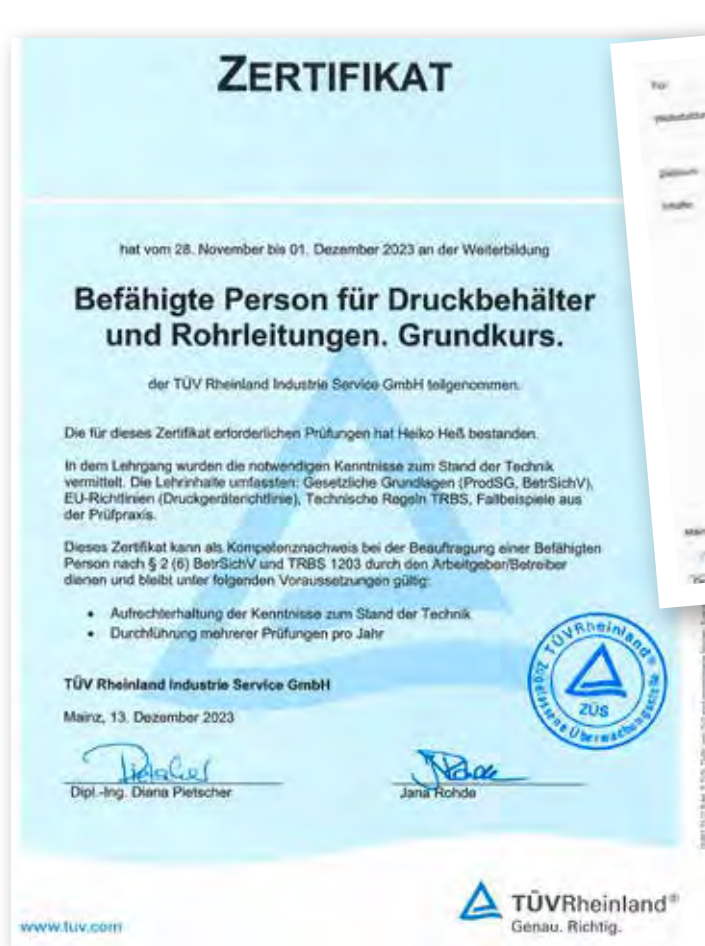 ZERTIFIKAT
hat vom 28. November bis 01. Dezember 2023 an der Weiterbildung
Befähigte Person für Druckbehälter
und Rohrleitungen. Grundkurs.
der TÜV Rheinland Industrie Service GmbH teilgenommen.
Die für dieses Zertifikat erforderlichen Prüfungen hat Heiko Heß bestanden.
In dem Lehrgang wurden die notwendigen Kenntnisse zum Stand der Technik
vermittelt. Die Lehrinhalte umfassten: Gesetzliche Grundlagen (ProdSG, BetrSichV),
EU-Richtlinien (Druckgeräterichtlinie), Technische Regeln TRBS, Fallbeispiele aus
der Prüfpraxis.
Dieses Zertifikat kann als Kompetenznachweis bei der Beauftragung einer Befähigten
Person nach § 2 (6) BetrSichV und TRBS 1203 durch den Arbeitgeber/Betreiber
dienen und bleibt unter folgenden Voraussetzungen gültig:
• Aufrechterhaltung der Kenntnisse zum Stand der Technik
• Durchführung mehrerer Prüfungen pro Jahr
TÜVRheinland®
ZÜS
Zugelassene Überwachungsstelle
TÜV Rheinland Industrie Service GmbH
Mainz, 13. Dezember 2023
Dipl.-Ing. Diana Pietscher
Jana Rohde
www.tuv.com
TÜVRheinland®
Genau. Richtig.